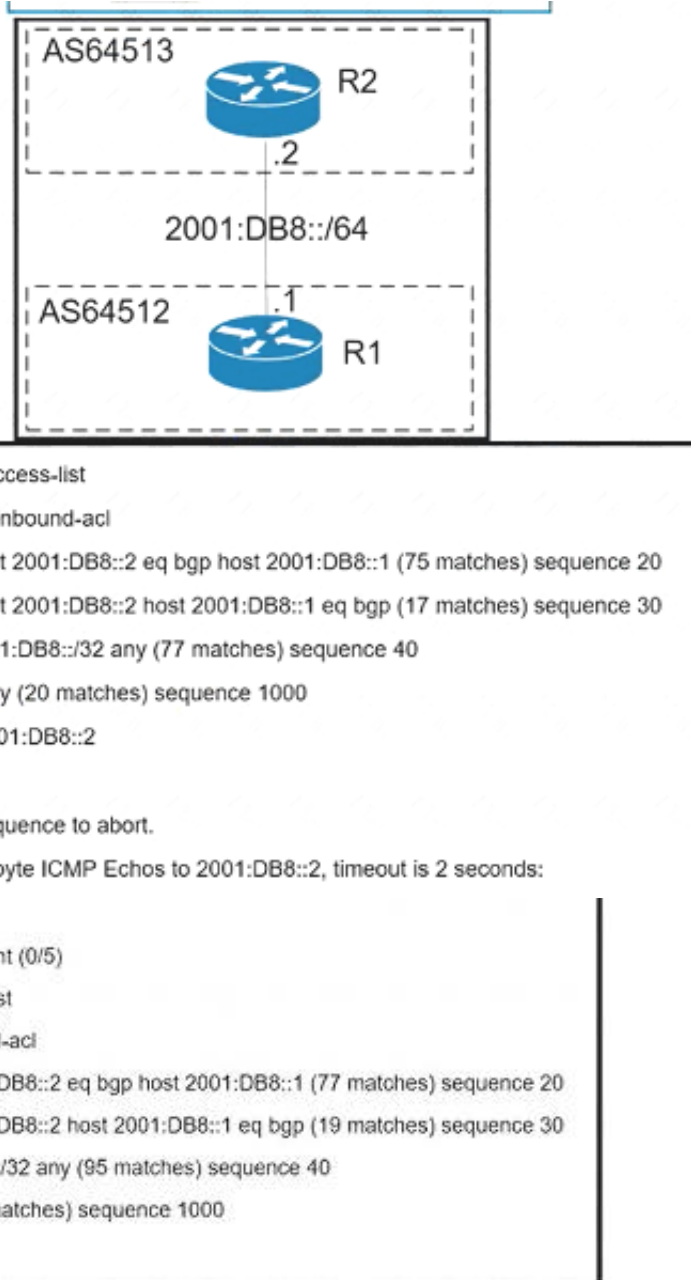 AS64513
R2
.2
2001:DB8::/64
.1
AS64512
R1
ccess-list
nbound-acl
t 2001:DB8::2 eq bgp host 2001:DB8::1 (75 matches) sequence 20
t 2001:DB8::2 host 2001:DB8::1 eq bgp (17 matches) sequence 30
1:DB8::/32 any (77 matches) sequence 40
y (20 matches) sequence 1000
01:DB8::2
quence to abort.
byte ICMP Echos to 2001:DB8::2, timeout is 2 seconds:
nt (0/5)
st
-acl
DB8::2 eq bgp host 2001:DB8::1 (77 matches) sequence 20
DB8::2 host 2001:DB8::1 eq bgp (19 matches) sequence 30
/32 any (95 matches) sequence 40
atches) sequence 1000